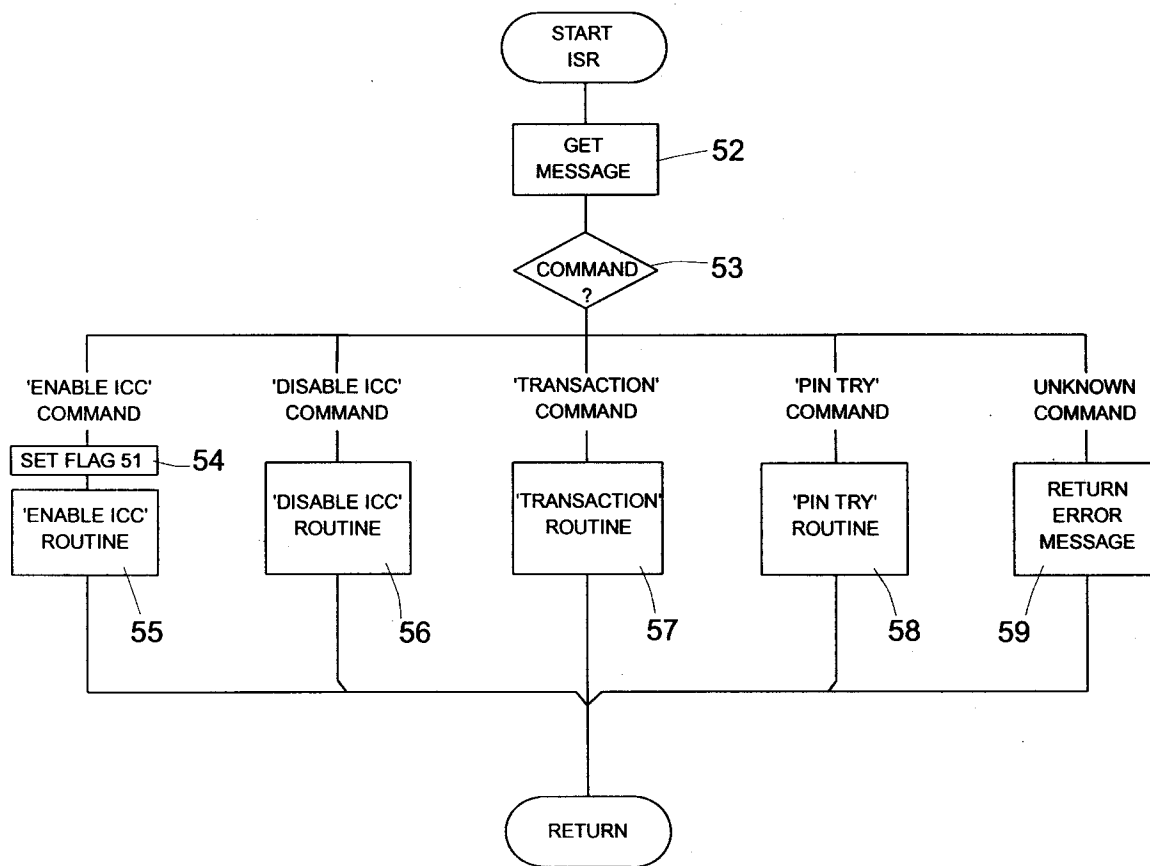 START
ISR
GET
MESSAGE
52
COMMAND
?
53
'ENABLE ICC'
COMMAND
'DISABLE ICC'
COMMAND
'TRANSACTION'
COMMAND
'PIN TRY'
COMMAND
UNKNOWN
COMMAND
SET FLAG 51
54
'ENABLE ICC'
ROUTINE
'DISABLE ICC'
ROUTINE
'TRANSACTION'
ROUTINE
'PIN TRY'
ROUTINE
RETURN
ERROR
MESSAGE
55
56
57
58
59
RETURN